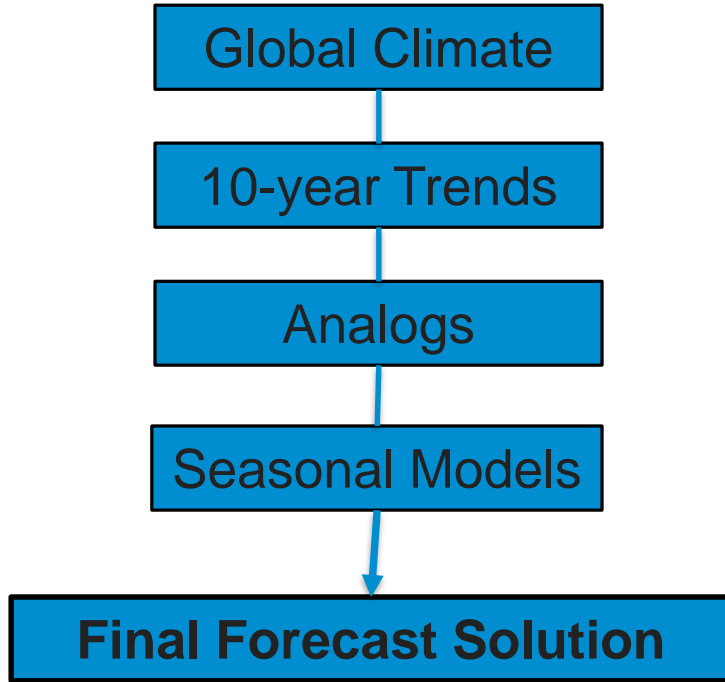 Global Climate
10-year Trends
Analogs
Seasonal Models
Final Forecast Solution